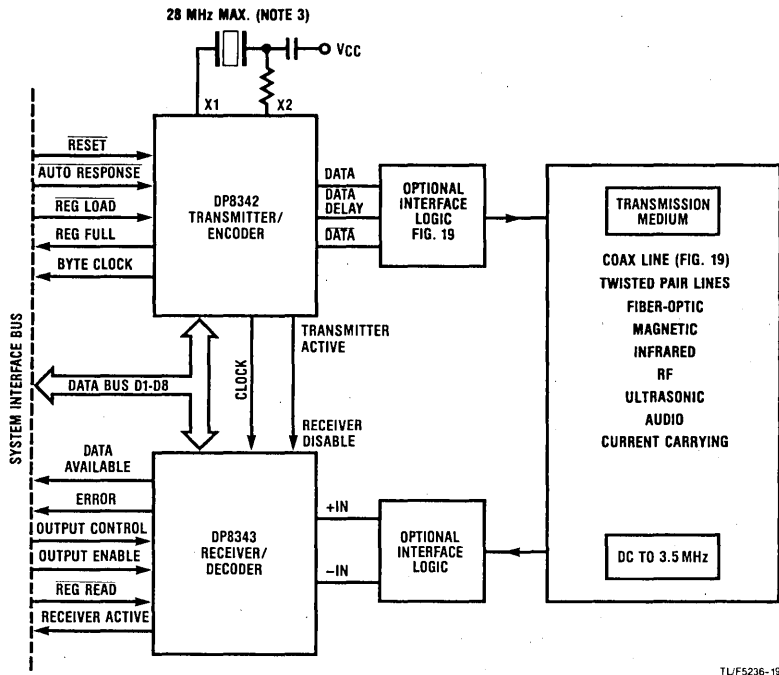 28 MHz MAX. (NOTE 3)
VCC
X1
X2
RESET
AUTO RESPONSE
REG LOAD
REG FULL
BYTE CLOCK
DP8342
TRANSMITTER/
ENCODER
DATA
DATA
DELAY
DATA
OPTIONAL
INTERFACE
LOGIC
FIG. 19
TRANSMISSION
MEDIUM
COAX LINE (FIG. 19)
TWISTED PAIR LINES
FIBER-OPTIC
MAGNETIC
INFRARED
RF
ULTRASONIC
AUDIO
CURRENT CARRYING
DC TO 3.5 MHz
SYSTEM INTERFACE BUS
DATA BUS D1-D8
CLOCK
TRANSMITTER
ACTIVE
RECEIVER
DISABLE
DATA
AVAILABLE
ERROR
OUTPUT CONTROL
OUTPUT ENABLE
REG READ
RECEIVER ACTIVE
DP8343
RECEIVER/
DECODER
+IN
−IN
OPTIONAL
INTERFACE
LOGIC
TL/F5236-19